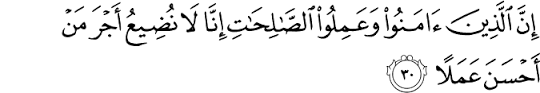 إِنَّ ٱلَّذِينَ ءَامَنُوا۟ وَعَمِلُوا۟ ٱلصَّـٰلِحَـٰتِ إِنَّا لَا نُضِيعُ أَجْرَ مَنْ
أَحْسَنَ عَمَلًا ٣٠